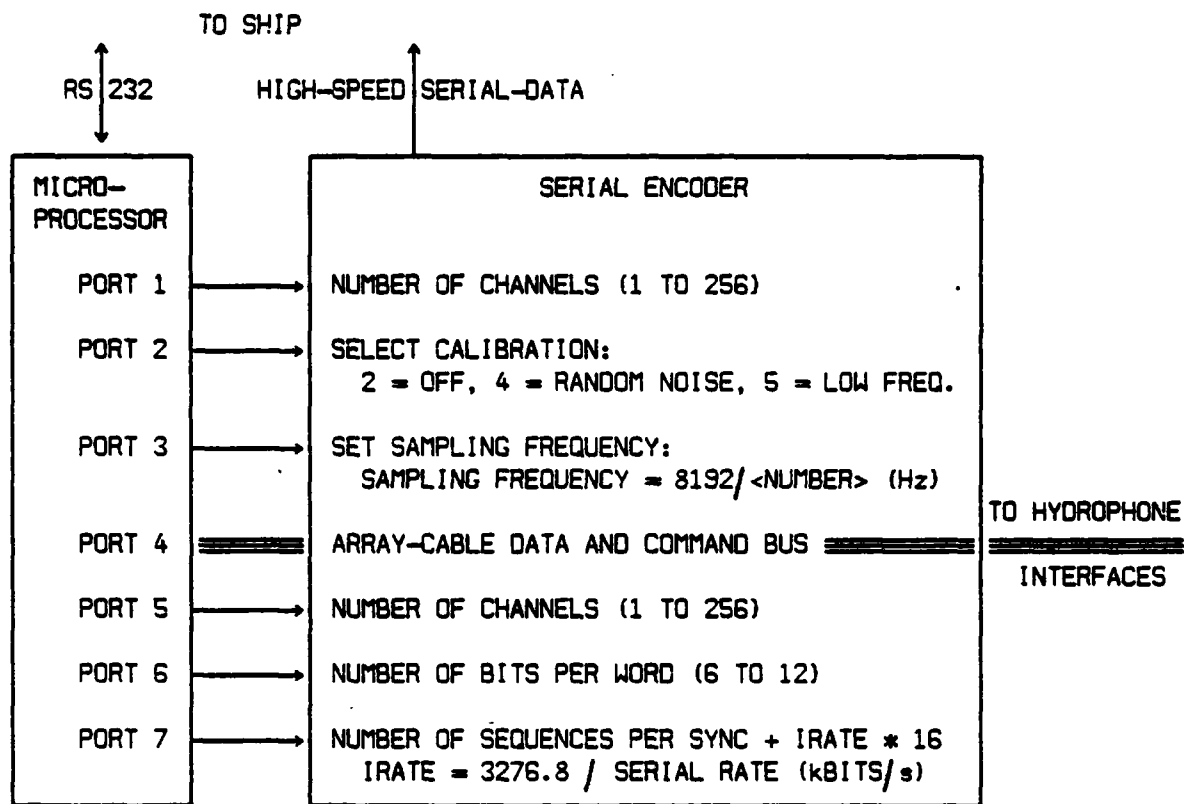 TO SHIP
RS 232
HIGH-SPEED SERIAL-DATA
MICRO-
PROCESSOR
SERIAL ENCODER
PORT 1
NUMBER OF CHANNELS (1 TO 256)
PORT 2
SELECT CALIBRATION:
2 = OFF, 4 = RANDOM NOISE, 5 = LOW FREQ.
PORT 3
SET SAMPLING FREQUENCY:
SAMPLING FREQUENCY = 8192/<NUMBER> (Hz)
TO HYDROPHONE
PORT 4
ARRAY-CABLE DATA AND COMMAND BUS
INTERFACES
PORT 5
NUMBER OF CHANNELS (1 TO 256)
PORT 6
NUMBER OF BITS PER WORD (6 TO 12)
PORT 7
NUMBER OF SEQUENCES PER SYNC + IRATE * 16
IRATE = 3276.8 / SERIAL RATE (kBITS/s)